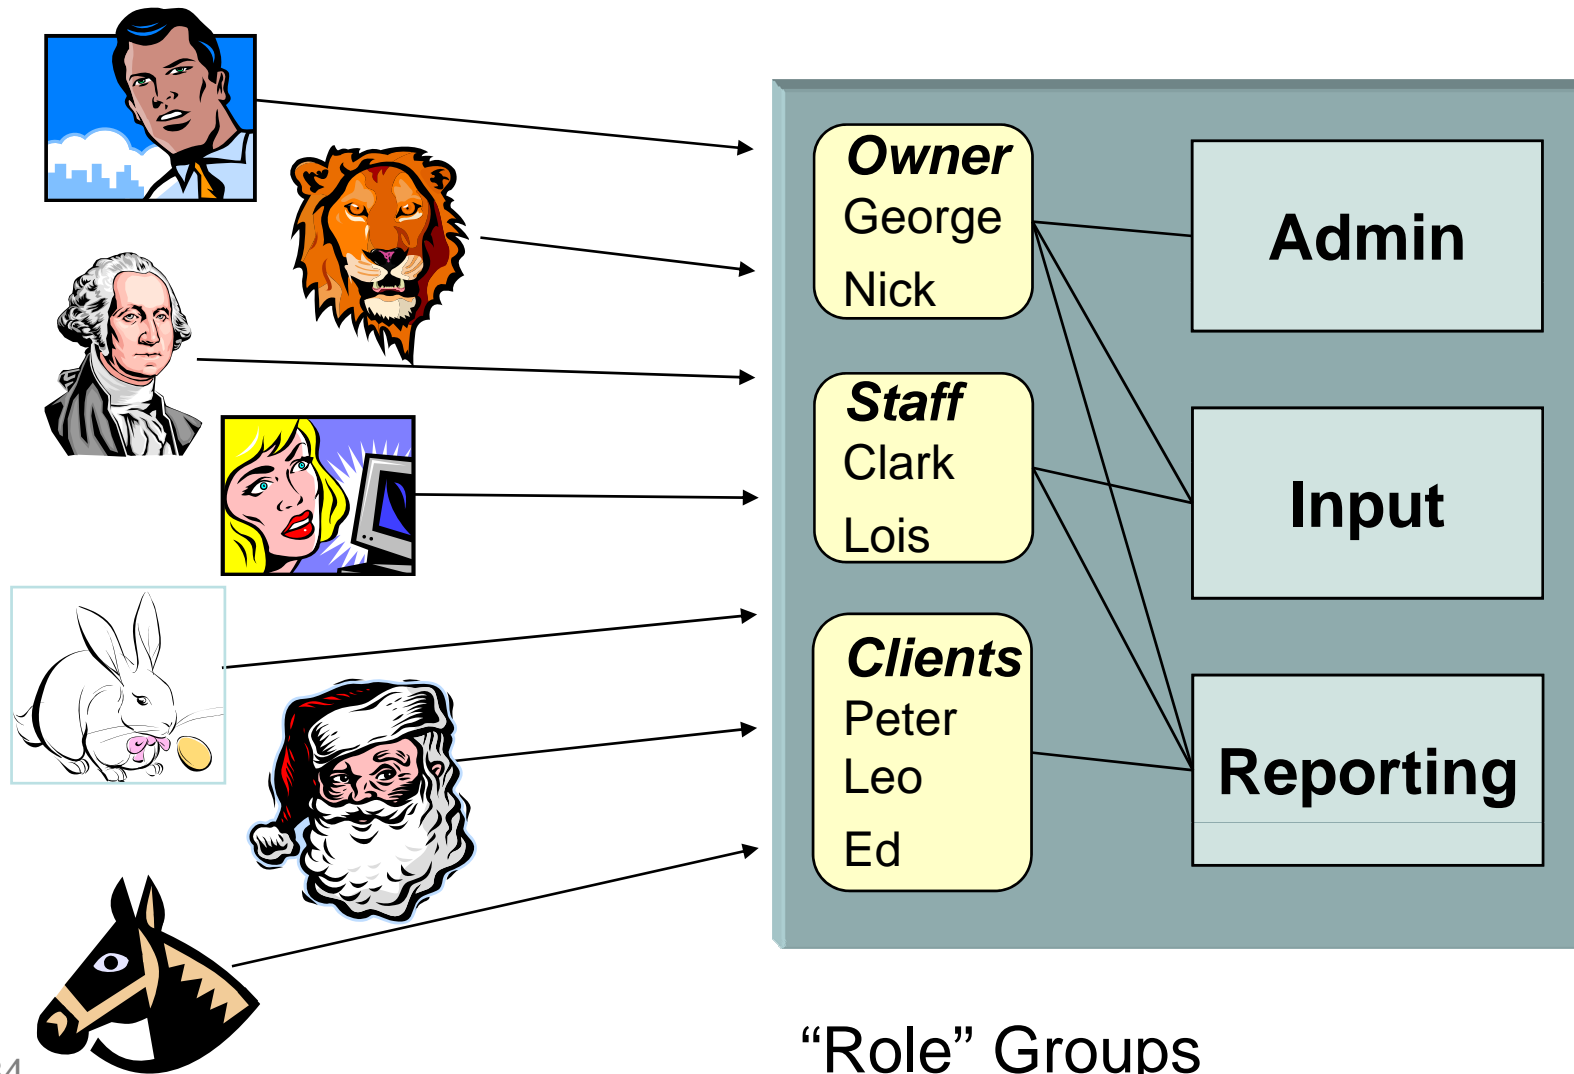 Owner
George
Nick
Staff
Clark
Lois
Clients
Peter
Leo
Ed
Admin
Input
Reporting
“Role” Groups